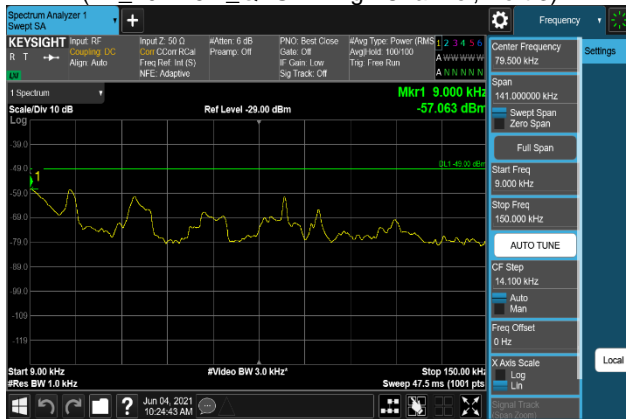 Spectrum Analyzer 1
Swept SA
Frequency
KEYSIGHT
R T
LU
Input: RF
Coupling: DC
Align: Auto
Input Z: 50 Ω
Corr CCorr RCal
Freq Ref: Int (S)
NFE: Adaptive
#Atten: 6 dB
Preamp: Off
PNO: Best Close
Gate: Off
IF Gain: Low
Sig Track: Off
#Avg Type: Power (RMS
Avg|Hold: 100/100
Trig: Free Run
1 2 3 4 5 6
A W W W W W
A N N N N N
1 Spectrum
Scale/Div 10 dB
Ref Level -29.00 dBm
Mkr1 9.000 kHz
-57.063 dBm
Log
-39.0
-49.0
-59.0
-69.0
-79.0
-89.0
-99.0
-109
-119
1
DL1 -49.00 dBm
Start 9.00 kHz
#Res BW 1.0 kHz
#Video BW 3.0 kHz*
Stop 150.00 kHz
Sweep 47.5 ms (1001 pts
Center Frequency
79.500 kHz
Settings
Span
141.000000 kHz
Swept Span
Zero Span
Full Span
Start Freq
9.000 kHz
Stop Freq
150.000 kHz
AUTO TUNE
CF Step
14.100 kHz
Auto
Man
Freq Offset
0 Hz
X Axis Scale
Log
Lin
Local
Signal Track
(Span Zoom)
?
Jun 04, 2021
10:24:43 AM